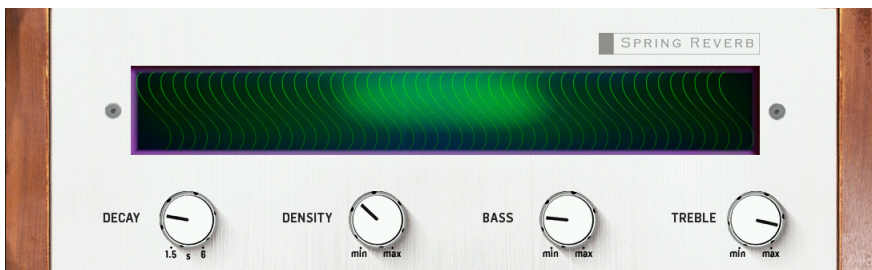 SPRING REVERB
DECAY
1.5 s 6
DENSITY
min max
BASS
min max
TREBLE
min max